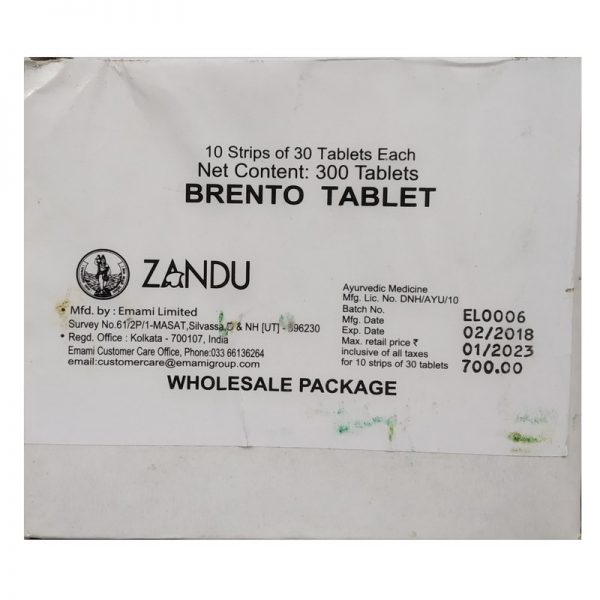 10 Strips of 30 Tablets Each
Net Content: 300 Tablets
BRENTO TABLET
ZANDU
• Mfd. by : Emami Limited
Survey No.61/2P/1-MASAT,Silvassa,D & NH [UT] - 396230
• Regd. Office : Kolkata - 700107, India
Emami Customer Care Office, Phone:033 66136264
email:customercare@emamigroup.com
Ayurvedic Medicine
Mfg. Lic. No. DNH/AYU/10
Batch No. EL0006
Mfg. Date 02/2018
Exp. Date 01/2023
Max. retail price ₹ 700.00
inclusive of all taxes
for 10 strips of 30 tablets
WHOLESALE PACKAGE